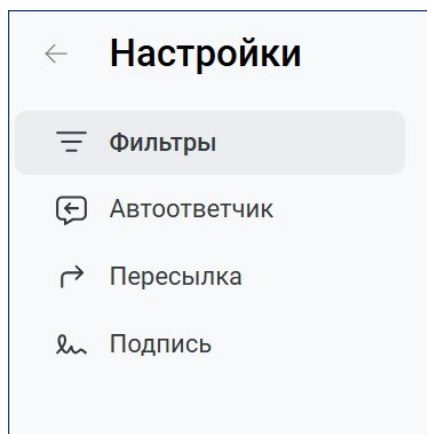 Настройки
Фильтры
Автоответчик
Пересылка
Подпись